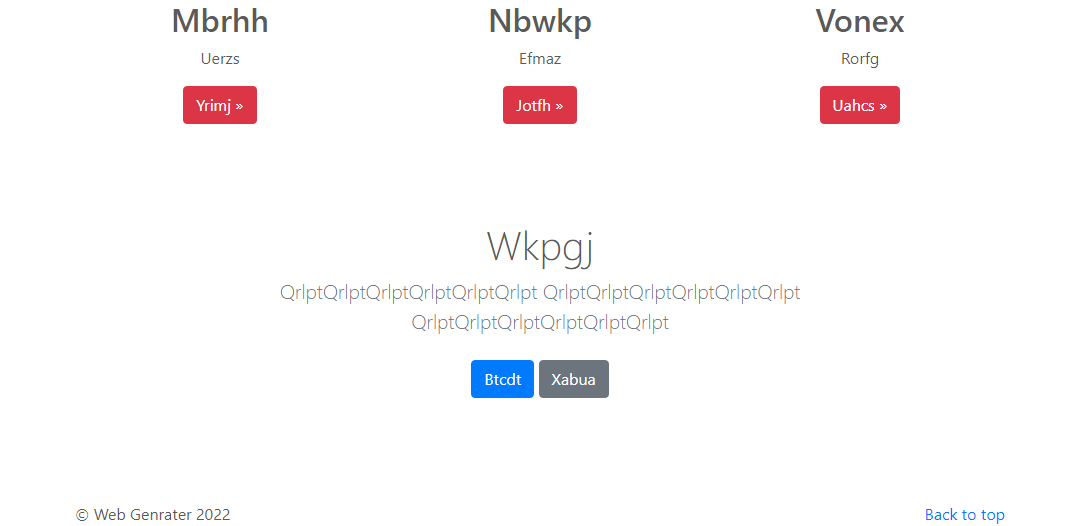 Mbrhh Nbwkp Vonex
Uerzs Efmaz Rorfg
Yrimj » Jotfh » Uahcs »
Wkpgj
QrlptQrlptQrlptQrlptQrlptQrlpt QrlptQrlptQrlptQrlptQrlptQrlpt
QrlptQrlptQrlptQrlptQrlptQrlpt
Btcdt Xabua
© Web Genrater 2022 Back to top